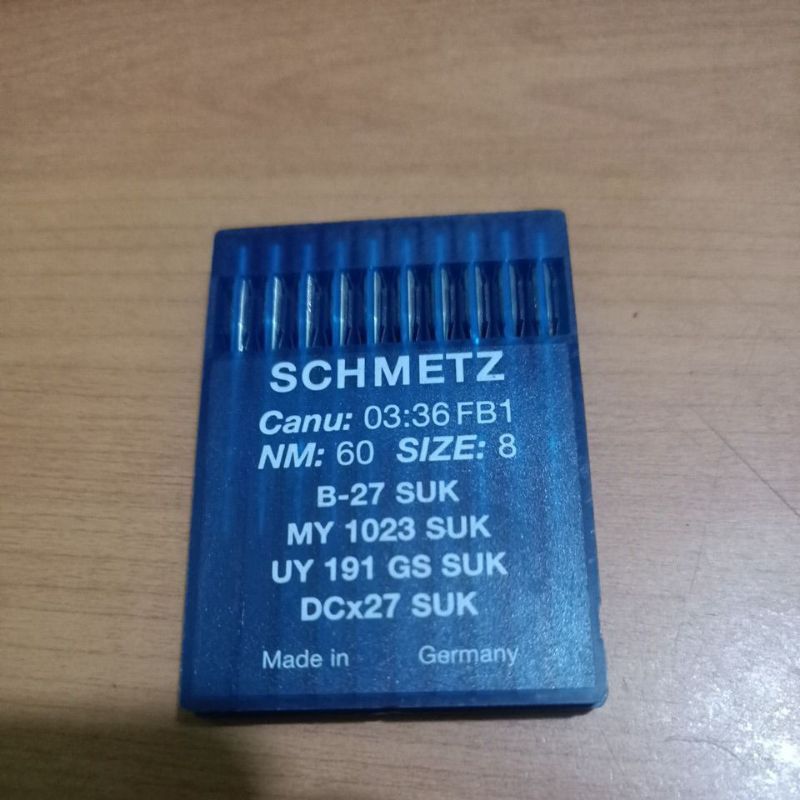 SCHMETZ
Canu: 03:36 FB1
NM: 60 SIZE: 8
B-27 SUK
MY 1023 SUK
UY 191 GS SUK
DCx27 SUK
Made in Germany